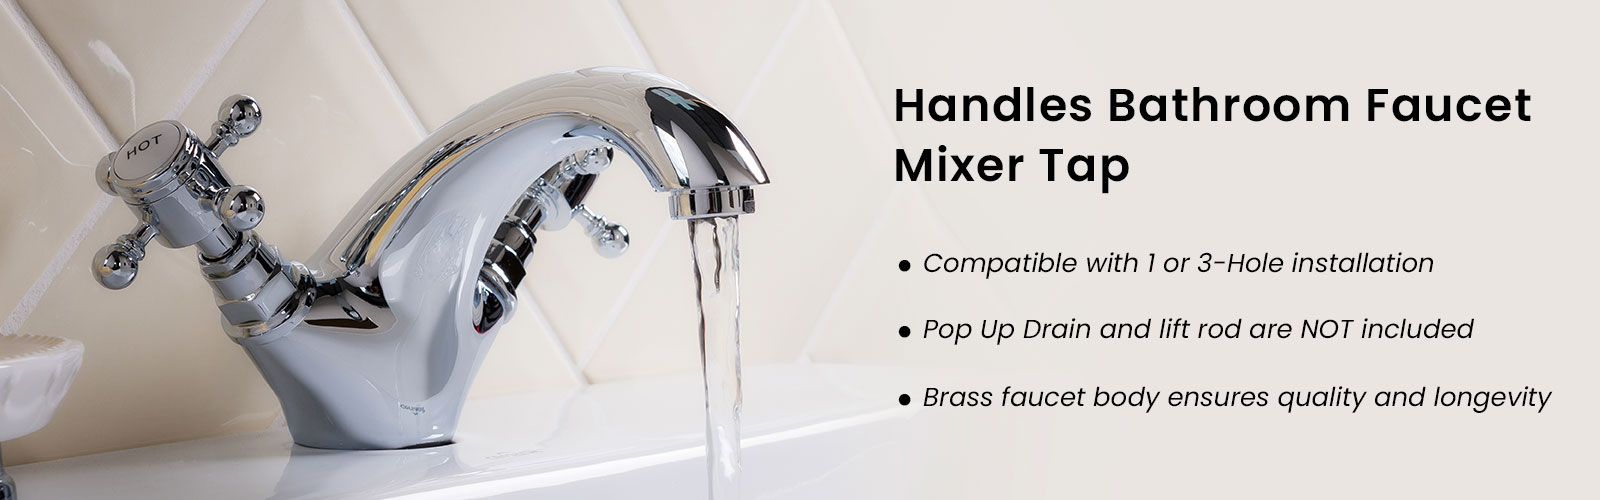 HOT
Handles Bathroom Faucet
Mixer Tap
● Compatible with 1 or 3-Hole installation
● Pop Up Drain and lift rod are NOT included
● Brass faucet body ensures quality and longevity